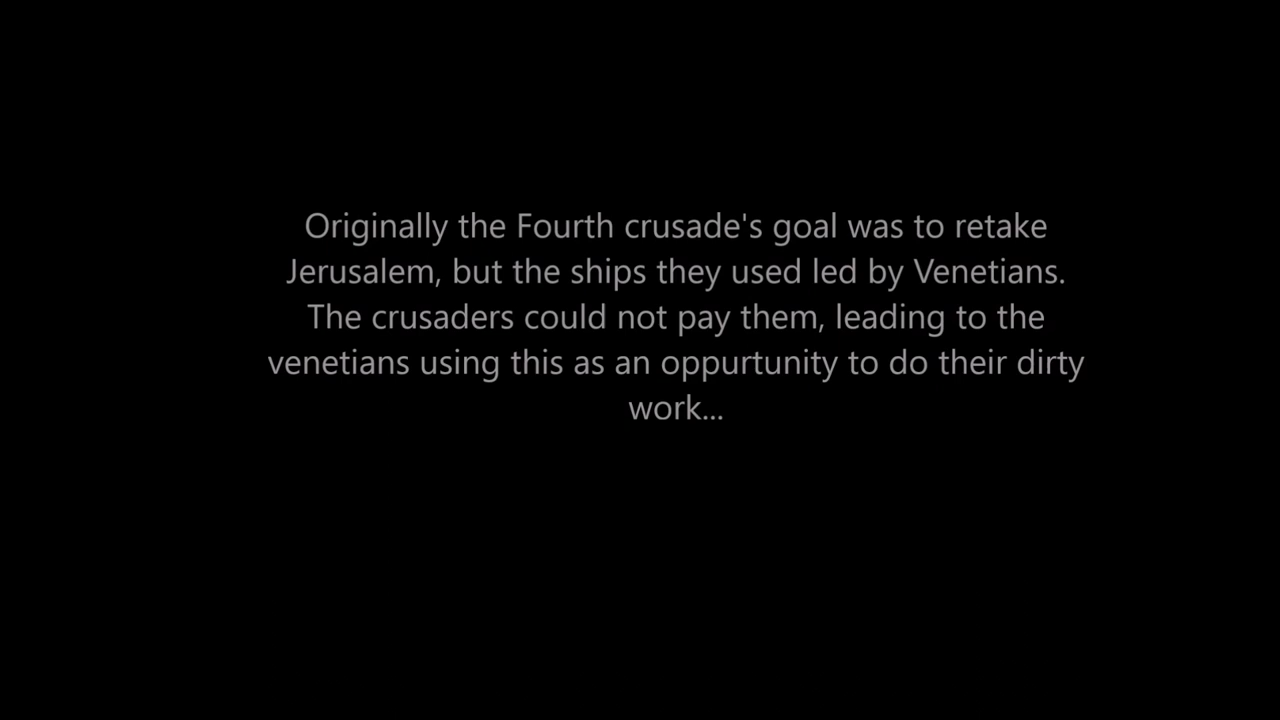 Originally the Fourth crusade's goal was to retake
Jerusalem, but the ships they used led by Venetians.
The crusaders could not pay them, leading to the
venetians using this as an oppurtunity to do their dirty
work...